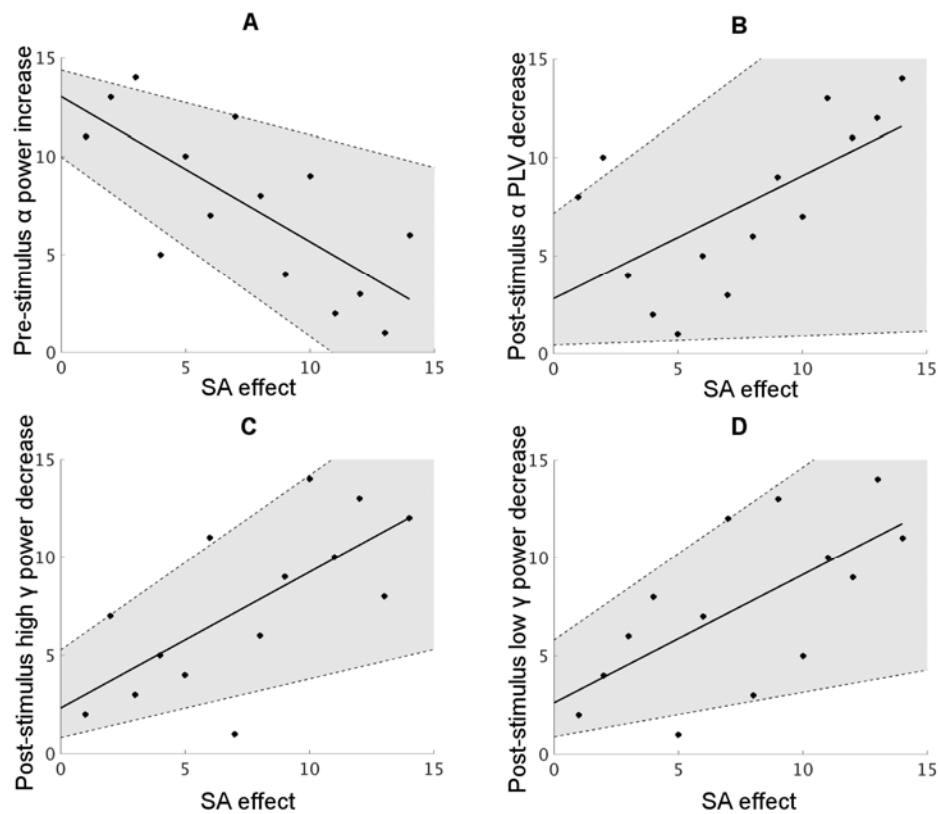 A
Pre-stimulus α power increase
15
10
5
0
0 5 10 15
SA effect
B
Post-stimulus α PLV decrease
15
10
5
0
0 5 10 15
SA effect
C
Post-stimulus high γ power decrease
15
10
5
0
0 5 10 15
SA effect
D
Post-stimulus low γ power decrease
15
10
5
0
0 5 10 15
SA effect